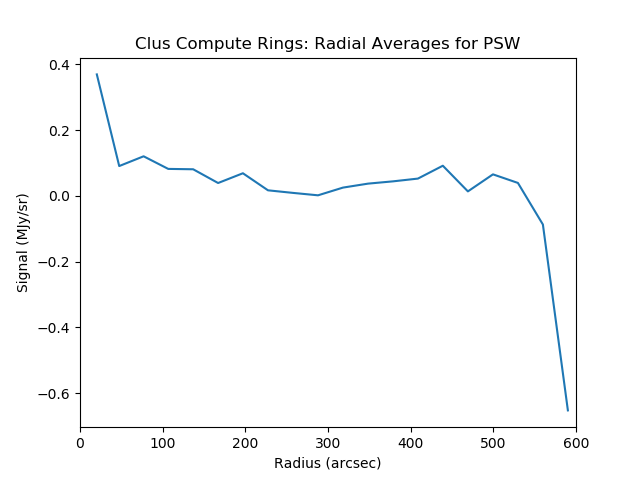 Clus Compute Rings: Radial Averages for PSW
0.4
0.2
0.0
−0.2
−0.4
−0.6
Signal (MJy/sr)
0 100 200 300 400 500 600
Radius (arcsec)